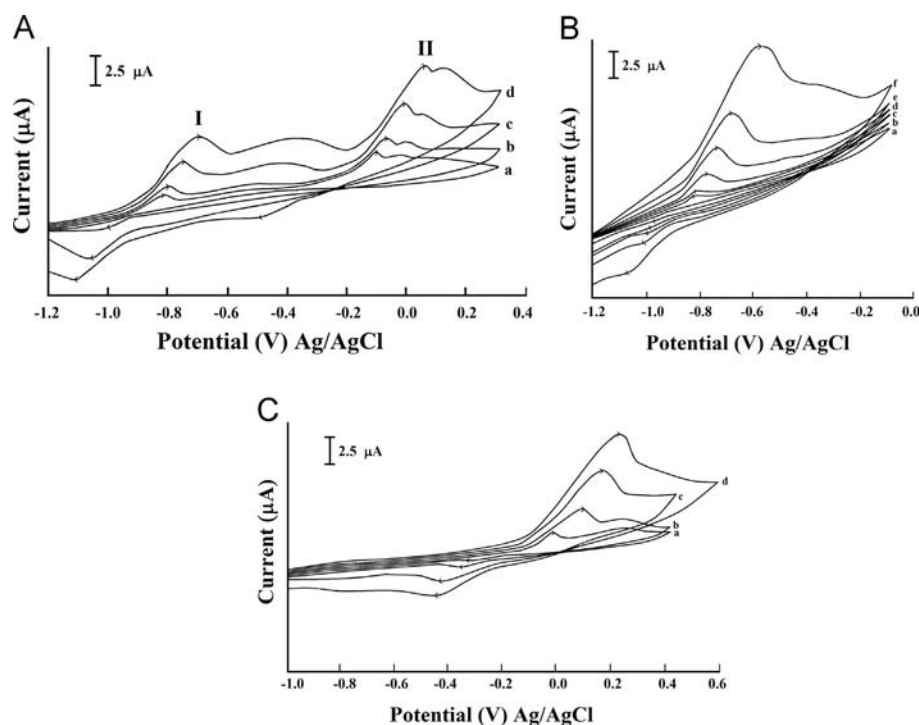 A
2.5 μA
I
II
d
c
b
a
Current (μA)
-1.2 -1.0 -0.8 -0.6 -0.4 -0.2 0.0 0.2 0.4
Potential (V) Ag/AgCl
B
2.5 μA
f
e
d
c
b
a
Current (μA)
-1.2 -1.0 -0.8 -0.6 -0.4 -0.2 0.0
Potential (V) Ag/AgCl
C
2.5 μA
d
c
b
a
Current (μA)
-1.0 -0.8 -0.6 -0.4 -0.2 0.0 0.2 0.4 0.6
Potential (V) Ag/AgCl